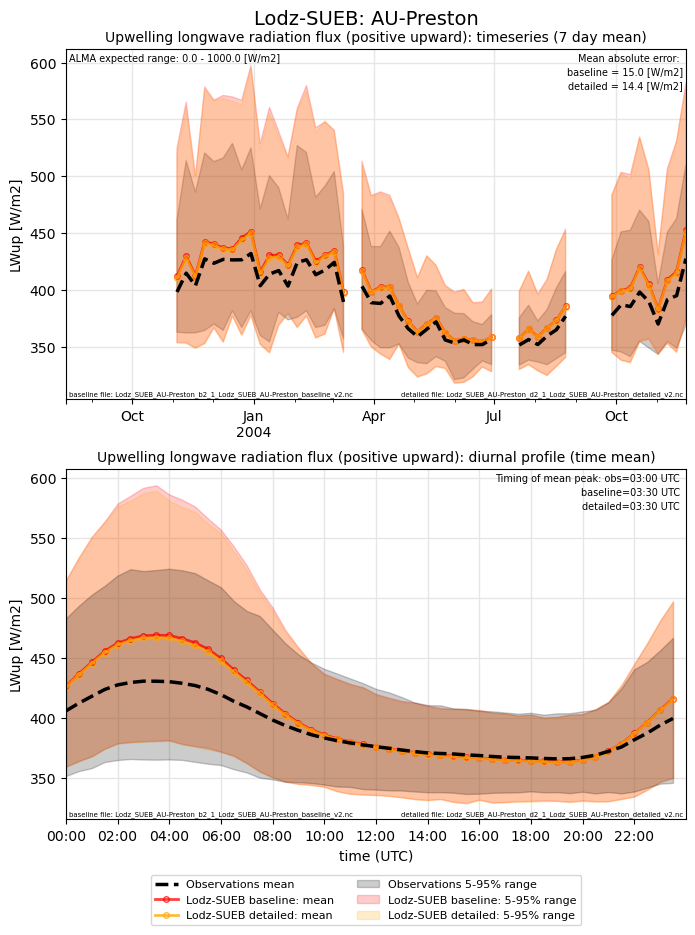 Lodz-SUEB: AU-Preston
Upwelling longwave radiation flux (positive upward): timeseries (7 day mean)
ALMA expected range: 0.0 - 1000.0 [W/m2]
Mean absolute error:
baseline = 15.0 [W/m2]
detailed = 14.4 [W/m2]
600
550
500
450
400
350
LWup [W/m2]
baseline file: Lodz_SUEB_AU-Preston_b2_1_Lodz_SUEB_AU-Preston_baseline_v2.nc
detailed file: Lodz_SUEB_AU-Preston_d2_1_Lodz_SUEB_AU-Preston_detailed_v2.nc
Oct Jan Apr Jul Oct
2004
Upwelling longwave radiation flux (positive upward): diurnal profile (time mean)
Timing of mean peak: obs=03:00 UTC
baseline=03:30 UTC
detailed=03:30 UTC
600
550
500
450
400
350
LWup [W/m2]
baseline file: Lodz_SUEB_AU-Preston_b2_1_Lodz_SUEB_AU-Preston_baseline_v2.nc
detailed file: Lodz_SUEB_AU-Preston_d2_1_Lodz_SUEB_AU-Preston_detailed_v2.nc
00:00 02:00 04:00 06:00 08:00 10:00 12:00 14:00 16:00 18:00 20:00 22:00
time (UTC)
Observations mean
Lodz-SUEB baseline: mean
Lodz-SUEB detailed: mean
Observations 5-95% range
Lodz-SUEB baseline: 5-95% range
Lodz-SUEB detailed: 5-95% range